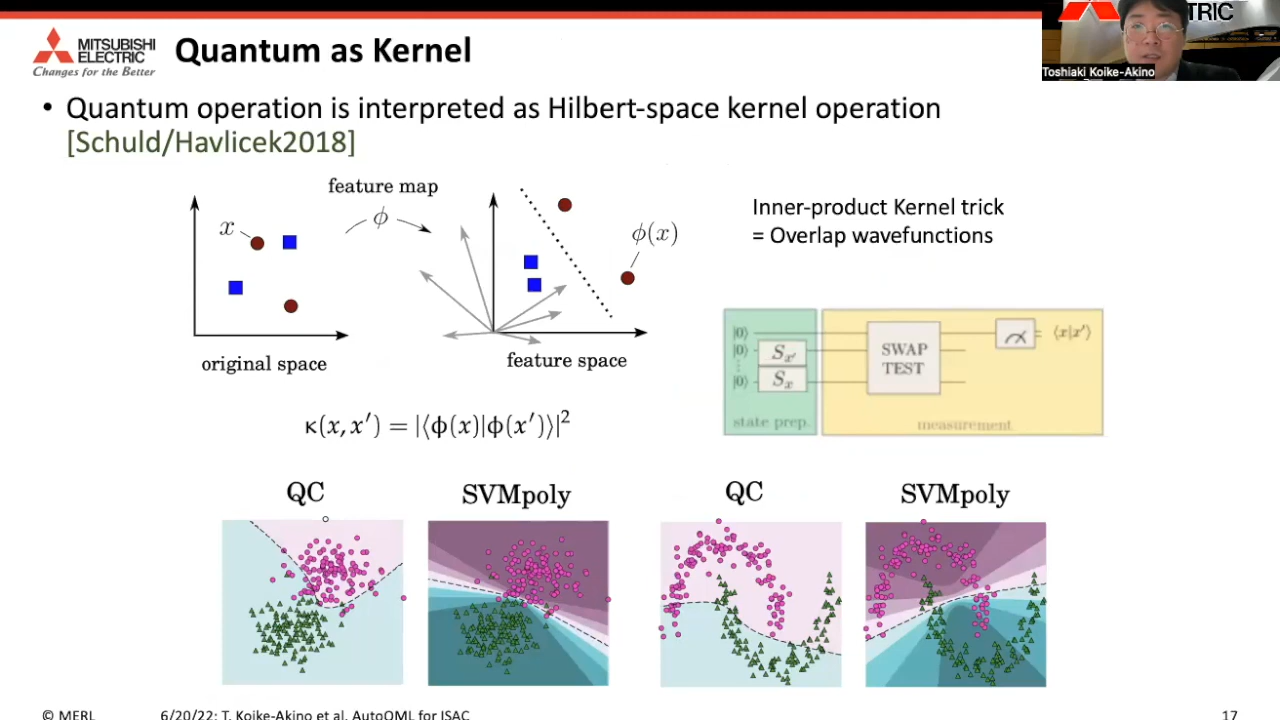 MITSUBISHI
ELECTRIC
Changes for the Better
Quantum as Kernel
TRIC
Toshiaki Koike-Akino
• Quantum operation is interpreted as Hilbert-space kernel operation
[Schuld/Havlicek2018]
feature map
ϕ
x
ϕ(x)
original space
feature space
Inner-product Kernel trick
= Overlap wavefunctions
|0⟩
|0⟩
⋮
|0⟩
Sx′
Sx
SWAP
TEST
⟨x|x′⟩
state prep.
measurement
κ(x, x′) = |⟨ϕ(x)|ϕ(x′)⟩|²
QC SVMpoly QC SVMpoly
© MERL 6/20/22: T. Koike-Akino et al. AutoQML for ISAC 17